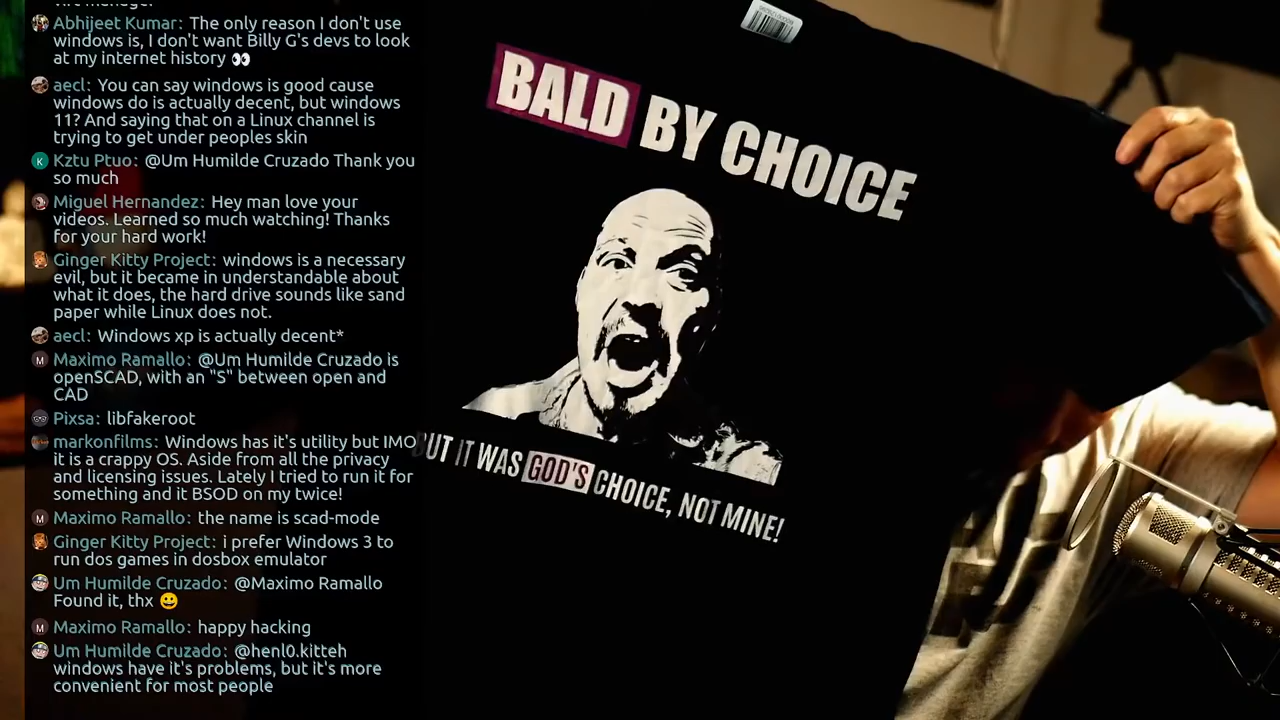 Abhijeet Kumar: The only reason I don't use
windows is, I don't want Billy G's devs to look
at my internet history 👀
aecl: You can say windows is good cause
windows do is actually decent, but windows
11? And saying that on a Linux channel is
trying to get under peoples skin
K
Kztu Ptuo: @Um Humilde Cruzado Thank you
so much
Miguel Hernandez: Hey man love your
videos. Learned so much watching! Thanks
for your hard work!
Ginger Kitty Project: windows is a necessary
evil, but it became in understandable about
what it does, the hard drive sounds like sand
paper while Linux does not.
aecl: Windows xp is actually decent*
M
Maximo Ramallo: @Um Humilde Cruzado is
openSCAD, with an "S" between open and
CAD
Pixsa: libfakeroot
markonfilms: Windows has it's utility but IMO
it is a crappy OS. Aside from all the privacy
and licensing issues. Lately I tried to run it for
something and it BSOD on my twice!
M
Maximo Ramallo: the name is scad-mode
Ginger Kitty Project: i prefer Windows 3 to
run dos games in dosbox emulator
Um Humilde Cruzado: @Maximo Ramallo
Found it, thx 😀
M
Maximo Ramallo: happy hacking
Um Humilde Cruzado: @henl0.kitteh
windows have it's problems, but it's more
convenient for most people
BALD BY CHOICE
BUT IT WAS GOD'S CHOICE, NOT MINE!